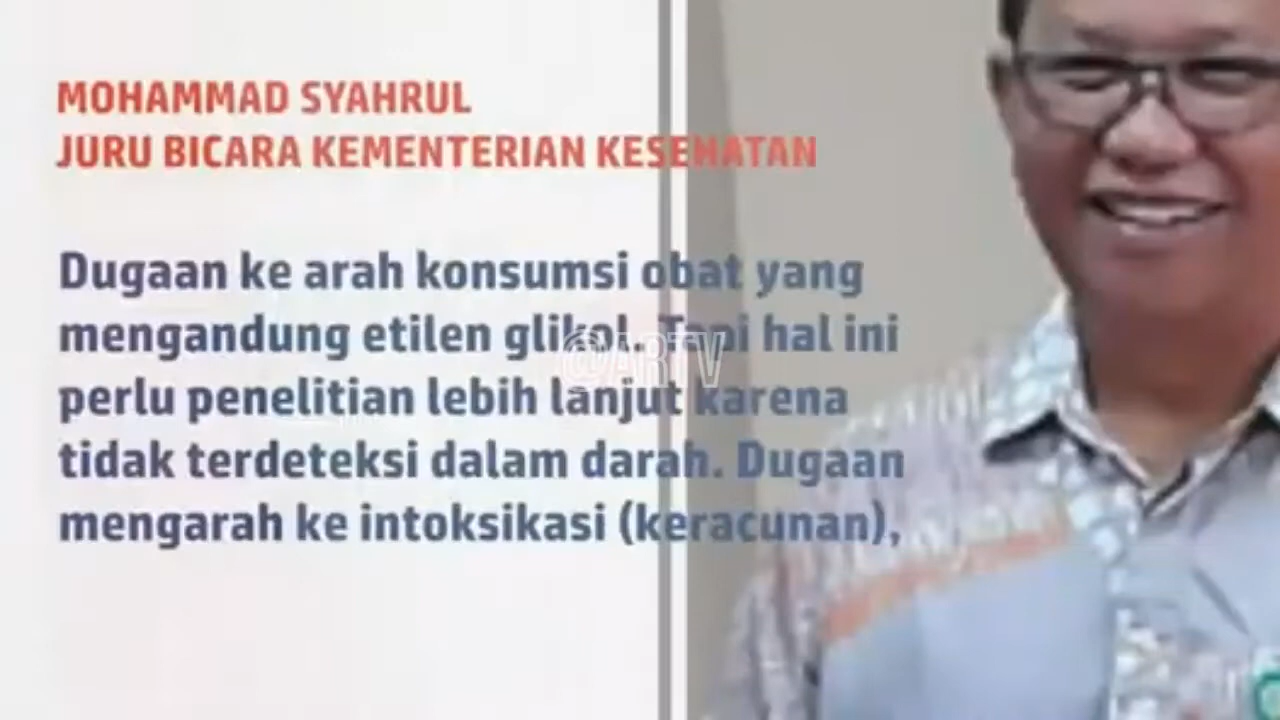 MOHAMMAD SYAHRUL
JURU BICARA KEMENTERIAN KESEHATAN
Dugaan ke arah konsumsi obat yang
mengandung etilen glikol. Tapi hal ini
perlu penelitian lebih lanjut karena
tidak terdeteksi dalam darah. Dugaan
mengarah ke intoksikasi (keracunan),
@ARTV